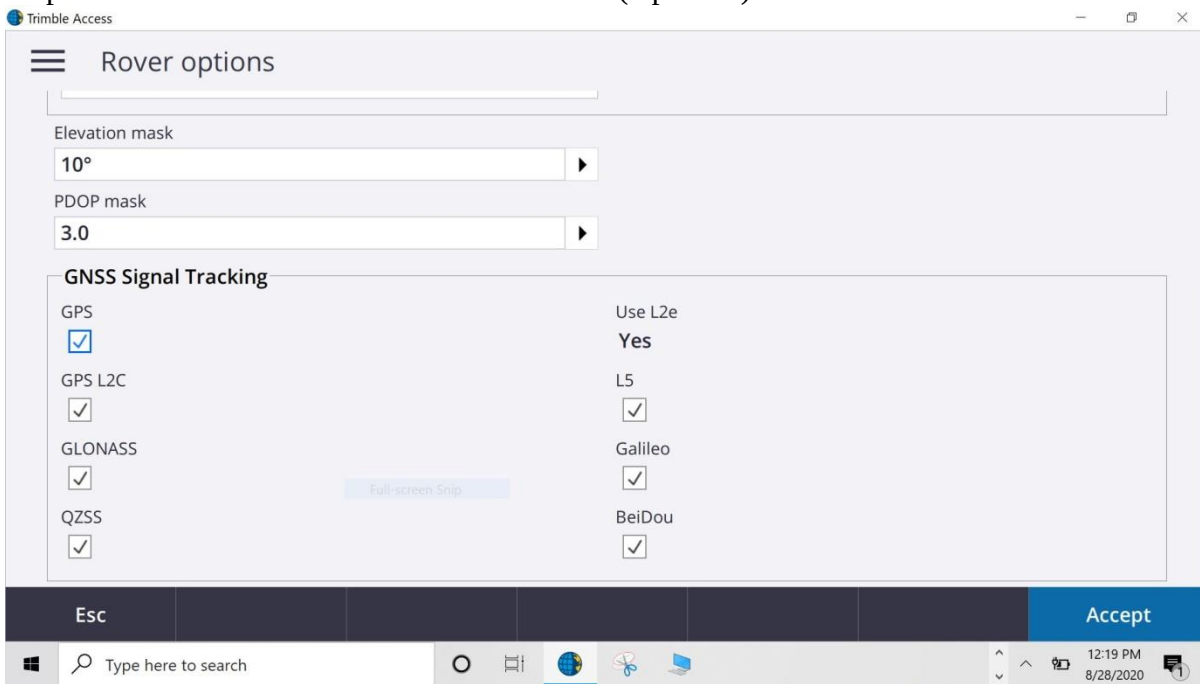 Trimble Access
Rover options
Elevation mask
10°
PDOP mask
3.0
GNSS Signal Tracking
GPS
Use L2e
Yes
GPS L2C
L5
GLONASS
Galileo
Full-screen Snip
QZSS
BeiDou
Esc
Accept
Type here to search
12:19 PM
8/28/2020
1